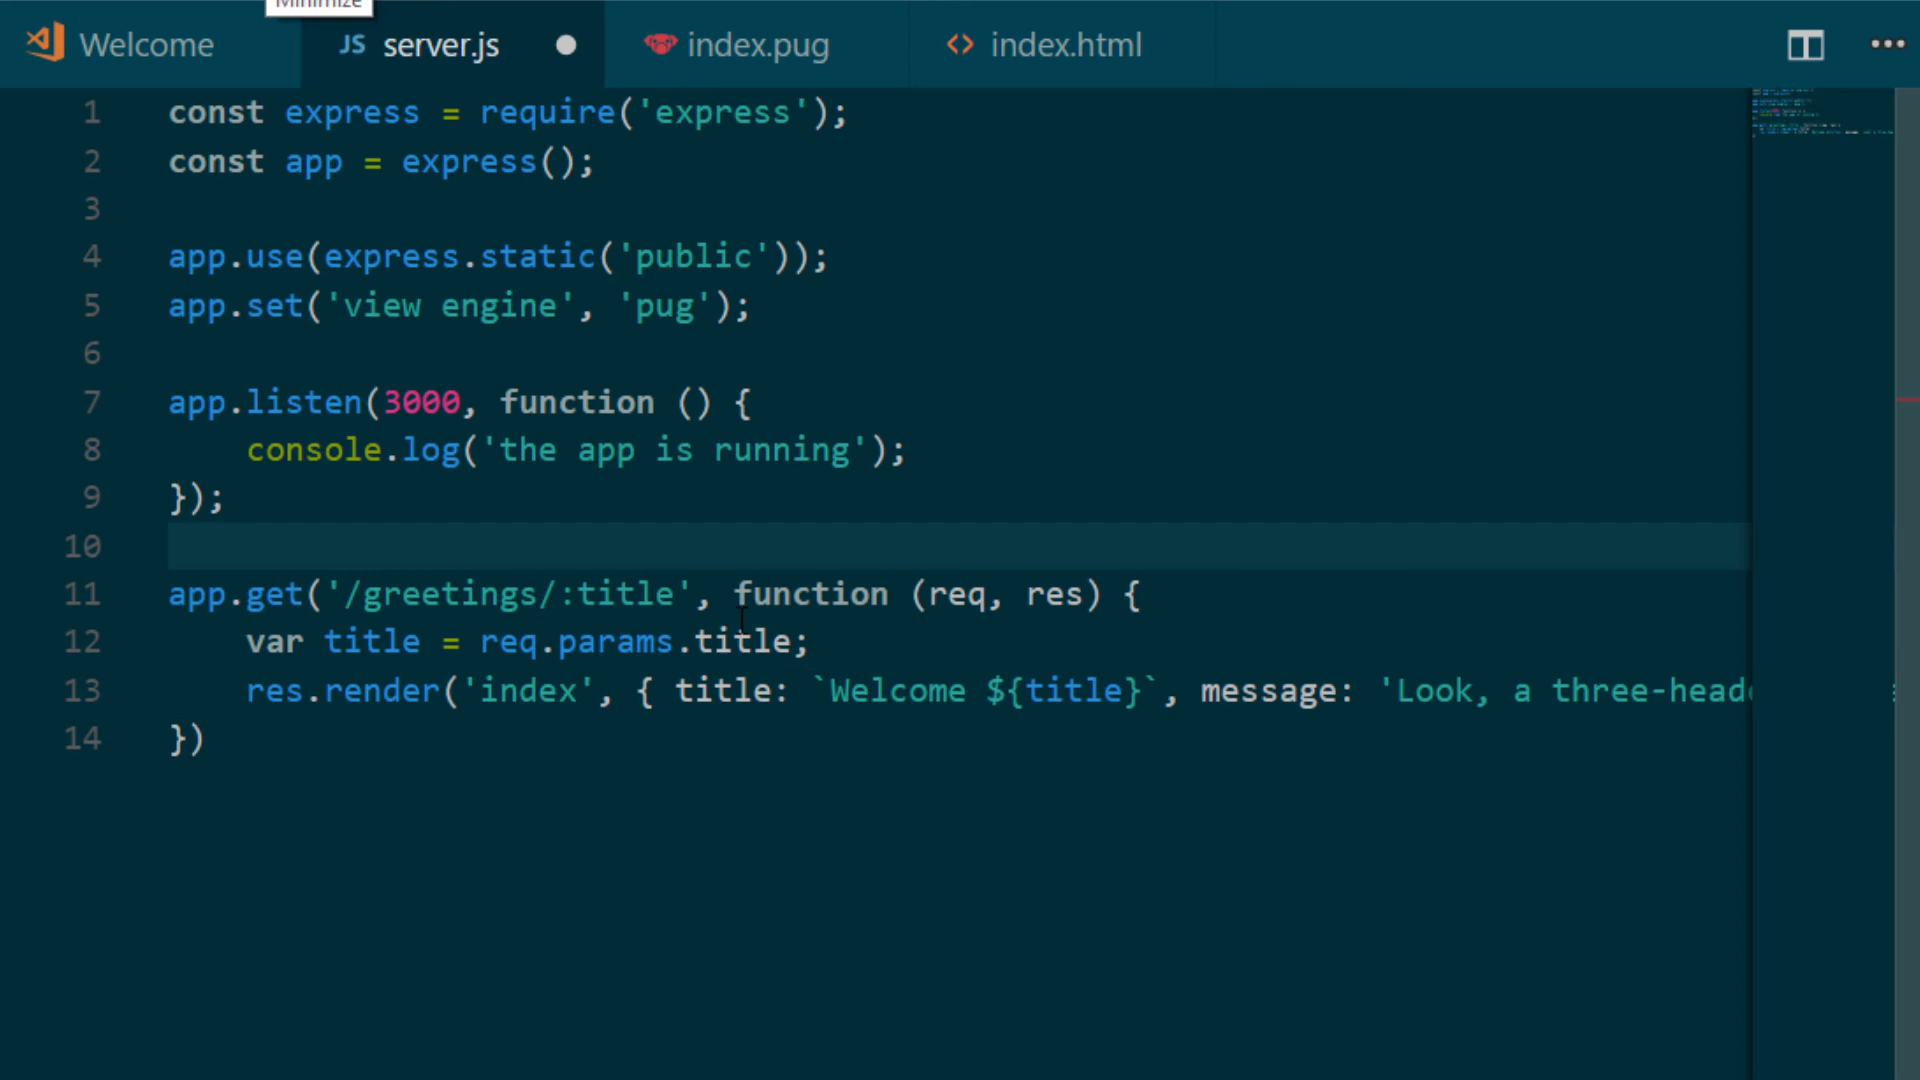 Minimize
Welcome
JS server.js
index.pug
<> index.html
1 const express = require('express');
2 const app = express();
3
4 app.use(express.static('public'));
5 app.set('view engine', 'pug');
6
7 app.listen(3000, function () {
8 console.log('the app is running');
9 });
10
11 app.get('/greetings/:title', function (req, res) {
12 var title = req.params.title;
13 res.render('index', { title: `Welcome ${title}`, message: 'Look, a three-head
14 })